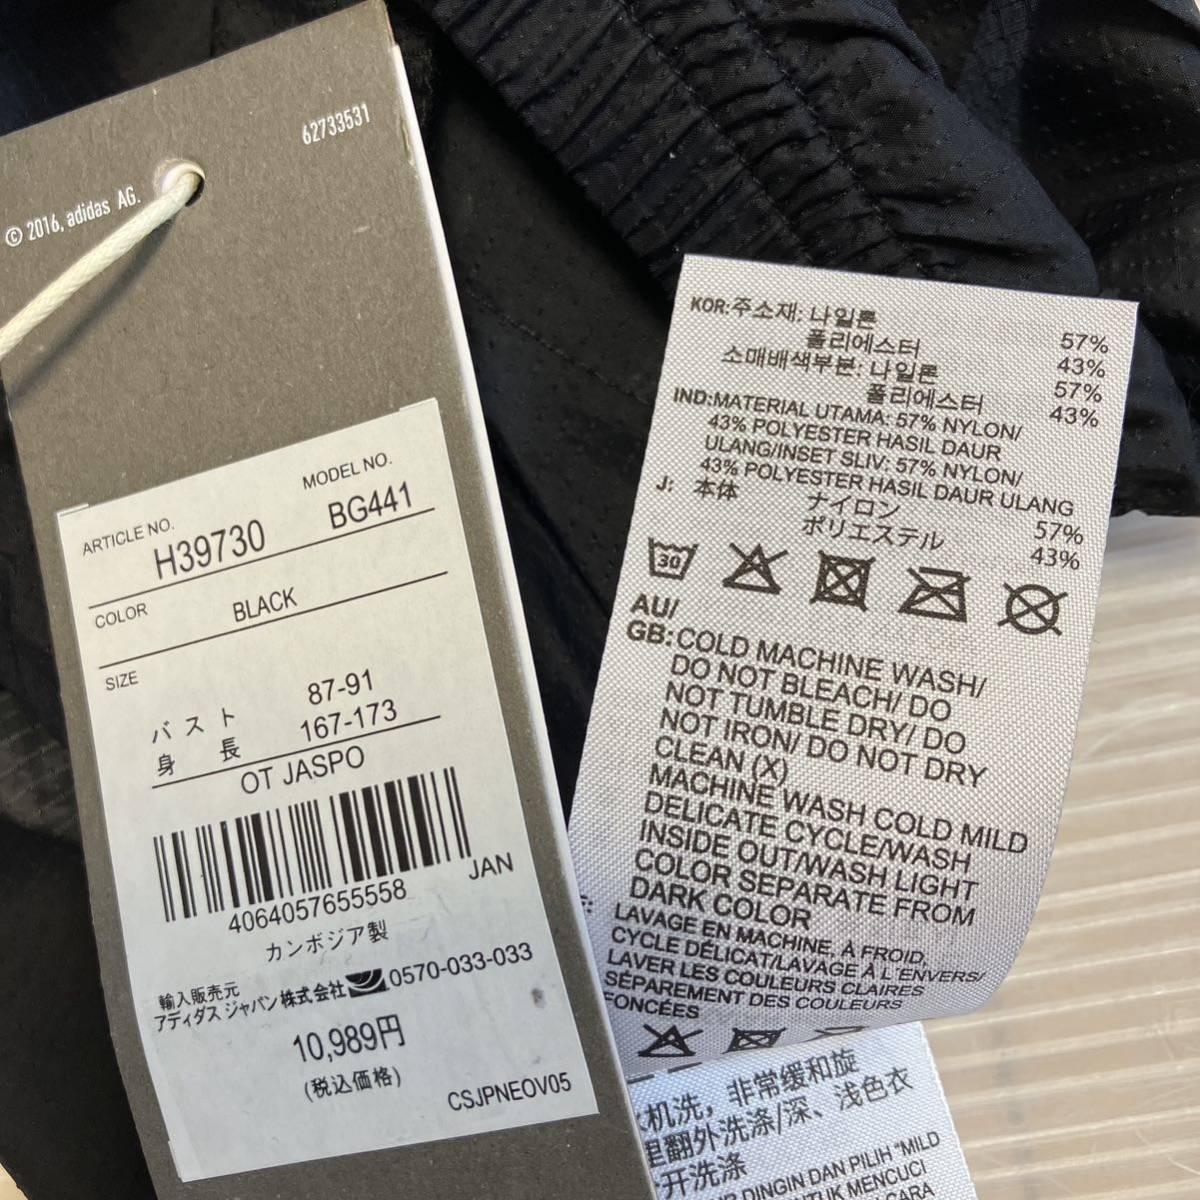 62733531
© 2016, adidas AG.
ARTICLE NO.
MODEL NO.
H39730
BG441
COLOR
BLACK
SIZE
バスト 87-91
身長 167-173
OT JASPO
4064057655558
JAN
カンボジア製
輸入販売元
アディダス ジャパン株式会社 0570-033-033
10,989円
(税込価格)
CSJPNEOV05
KOR:주소재: 나일론 57%
폴리에스터 43%
소매배색부분: 나일론 57%
폴리에스터 43%
IND:MATERIAL UTAMA: 57% NYLON/
43% POLYESTER HASIL DAUR
ULANG/INSET SLIV: 57% NYLON/
43% POLYESTER HASIL DAUR ULANG
J: 本体 ナイロン 57%
ポリエステル 43%
30
AU/
GB:COLD MACHINE WASH/
DO NOT BLEACH/ DO
NOT TUMBLE DRY/ DO
NOT IRON/ DO NOT DRY
CLEAN (X)
MACHINE WASH COLD MILD
DELICATE CYCLE/WASH
INSIDE OUT/WASH LIGHT
COLOR SEPARATE FROM
DARK COLOR
LAVAGE EN MACHINE, À FROID,
CYCLE DÉLICAT/LAVAGE À L'ENVERS/
LAVER LES COULEURS CLAIRES
SÉPAREMENT DES COULEURS
FONCÉES
机洗，非常缓和旋
里翻外洗涤/深、浅色衣
开洗涤
DINGIN DAN PILIH "MILD
UNTUK MENCUCI
CARA